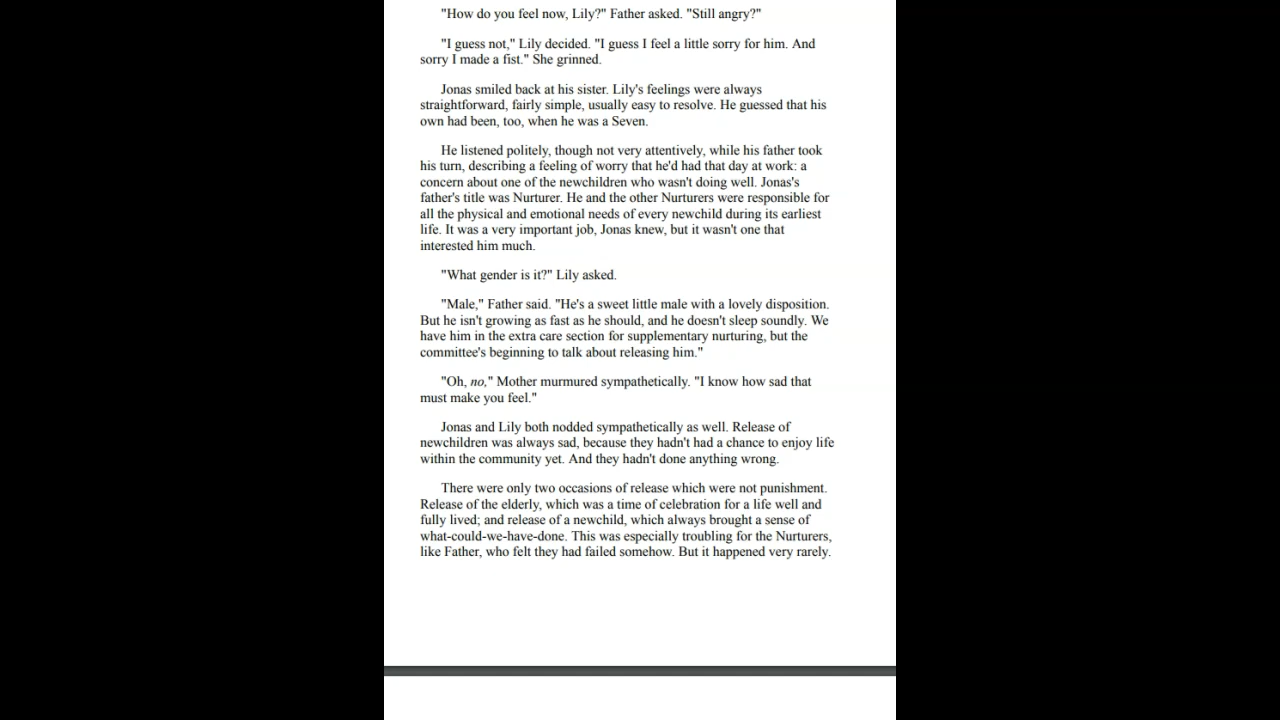 "How do you feel now, Lily?" Father asked. "Still angry?"
"I guess not," Lily decided. "I guess I feel a little sorry for him. And
sorry I made a fist." She grinned.
Jonas smiled back at his sister. Lily's feelings were always
straightforward, fairly simple, usually easy to resolve. He guessed that his
own had been, too, when he was a Seven.
He listened politely, though not very attentively, while his father took
his turn, describing a feeling of worry that he'd had that day at work: a
concern about one of the newchildren who wasn't doing well. Jonas's
father's title was Nurturer. He and the other Nurturers were responsible for
all the physical and emotional needs of every newchild during its earliest
life. It was a very important job, Jonas knew, but it wasn't one that
interested him much.
"What gender is it?" Lily asked.
"Male," Father said. "He's a sweet little male with a lovely disposition.
But he isn't growing as fast as he should, and he doesn't sleep soundly. We
have him in the extra care section for supplementary nurturing, but the
committee's beginning to talk about releasing him."
"Oh, no," Mother murmured sympathetically. "I know how sad that
must make you feel."
Jonas and Lily both nodded sympathetically as well. Release of
newchildren was always sad, because they hadn't had a chance to enjoy life
within the community yet. And they hadn't done anything wrong.
There were only two occasions of release which were not punishment.
Release of the elderly, which was a time of celebration for a life well and
fully lived; and release of a newchild, which always brought a sense of
what-could-we-have-done. This was especially troubling for the Nurturers,
like Father, who felt they had failed somehow. But it happened very rarely.